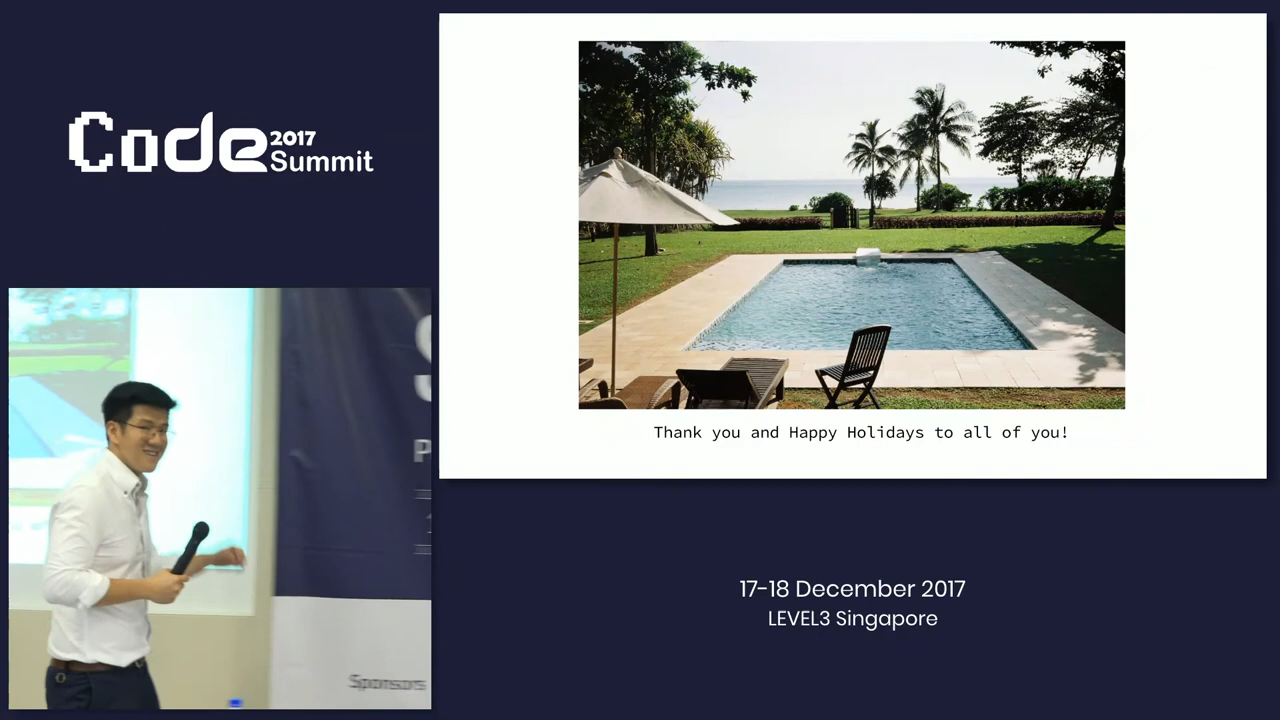 Code 2017
Summit
Thank you and Happy Holidays to all of you!
Sponsors
17-18 December 2017
LEVEL3 Singapore